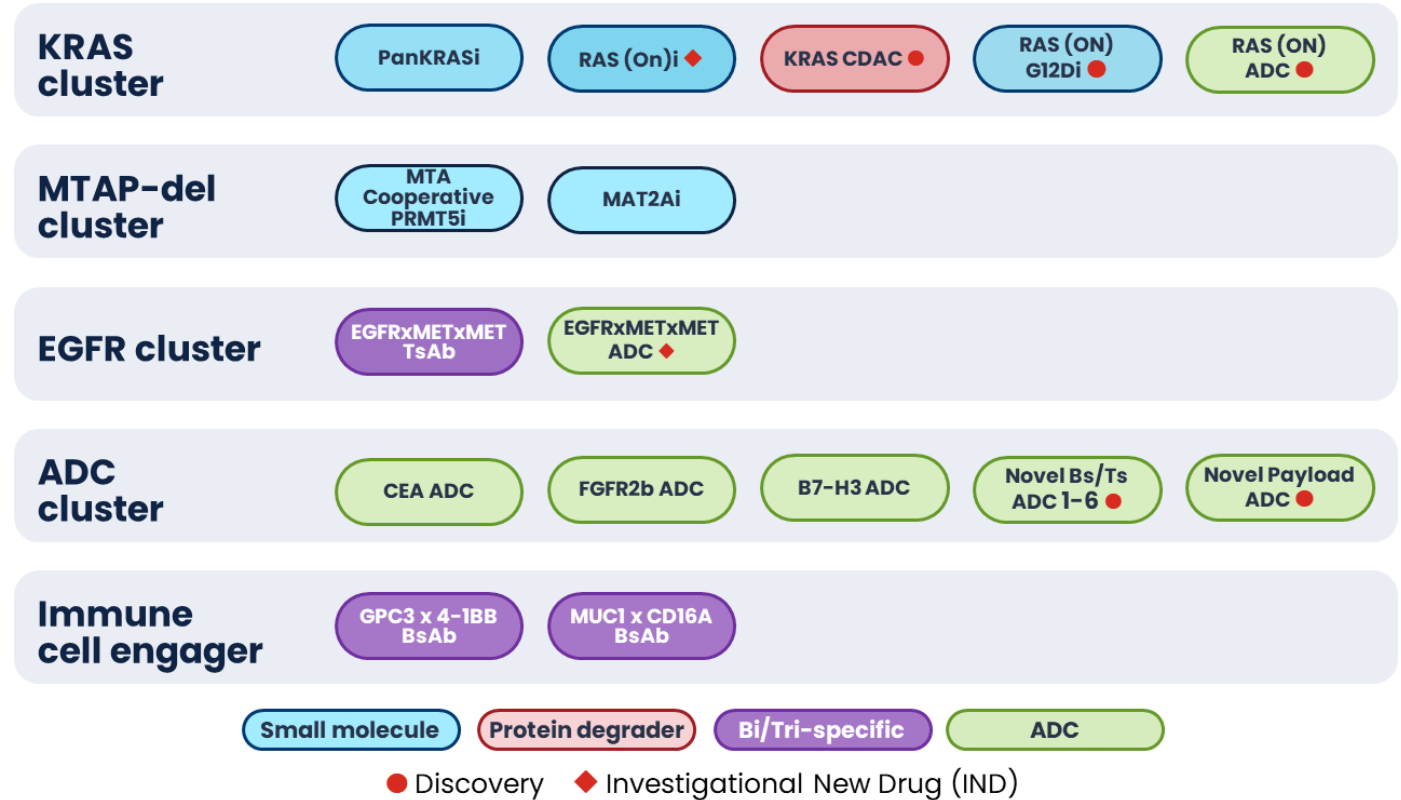 KRAS
cluster
PanKRASi
RAS (On)i
KRAS CDAC
RAS (ON)
G12Di
RAS (ON)
ADC
MTAP-del
cluster
MTA
Cooperative
PRMT5i
MAT2Ai
EGFR cluster
EGFRxMETxMET
TsAb
EGFRxMETxMET
ADC
ADC
cluster
CEA ADC
FGFR2b ADC
B7-H3 ADC
Novel Bs/Ts
ADC 1-6
Novel Payload
ADC
Immune
cell engager
GPC3 x 4-1BB
BsAb
MUC1 x CD16A
BsAb
Small molecule
Protein degrader
Bi/Tri-specific
ADC
Discovery
Investigational New Drug (IND)